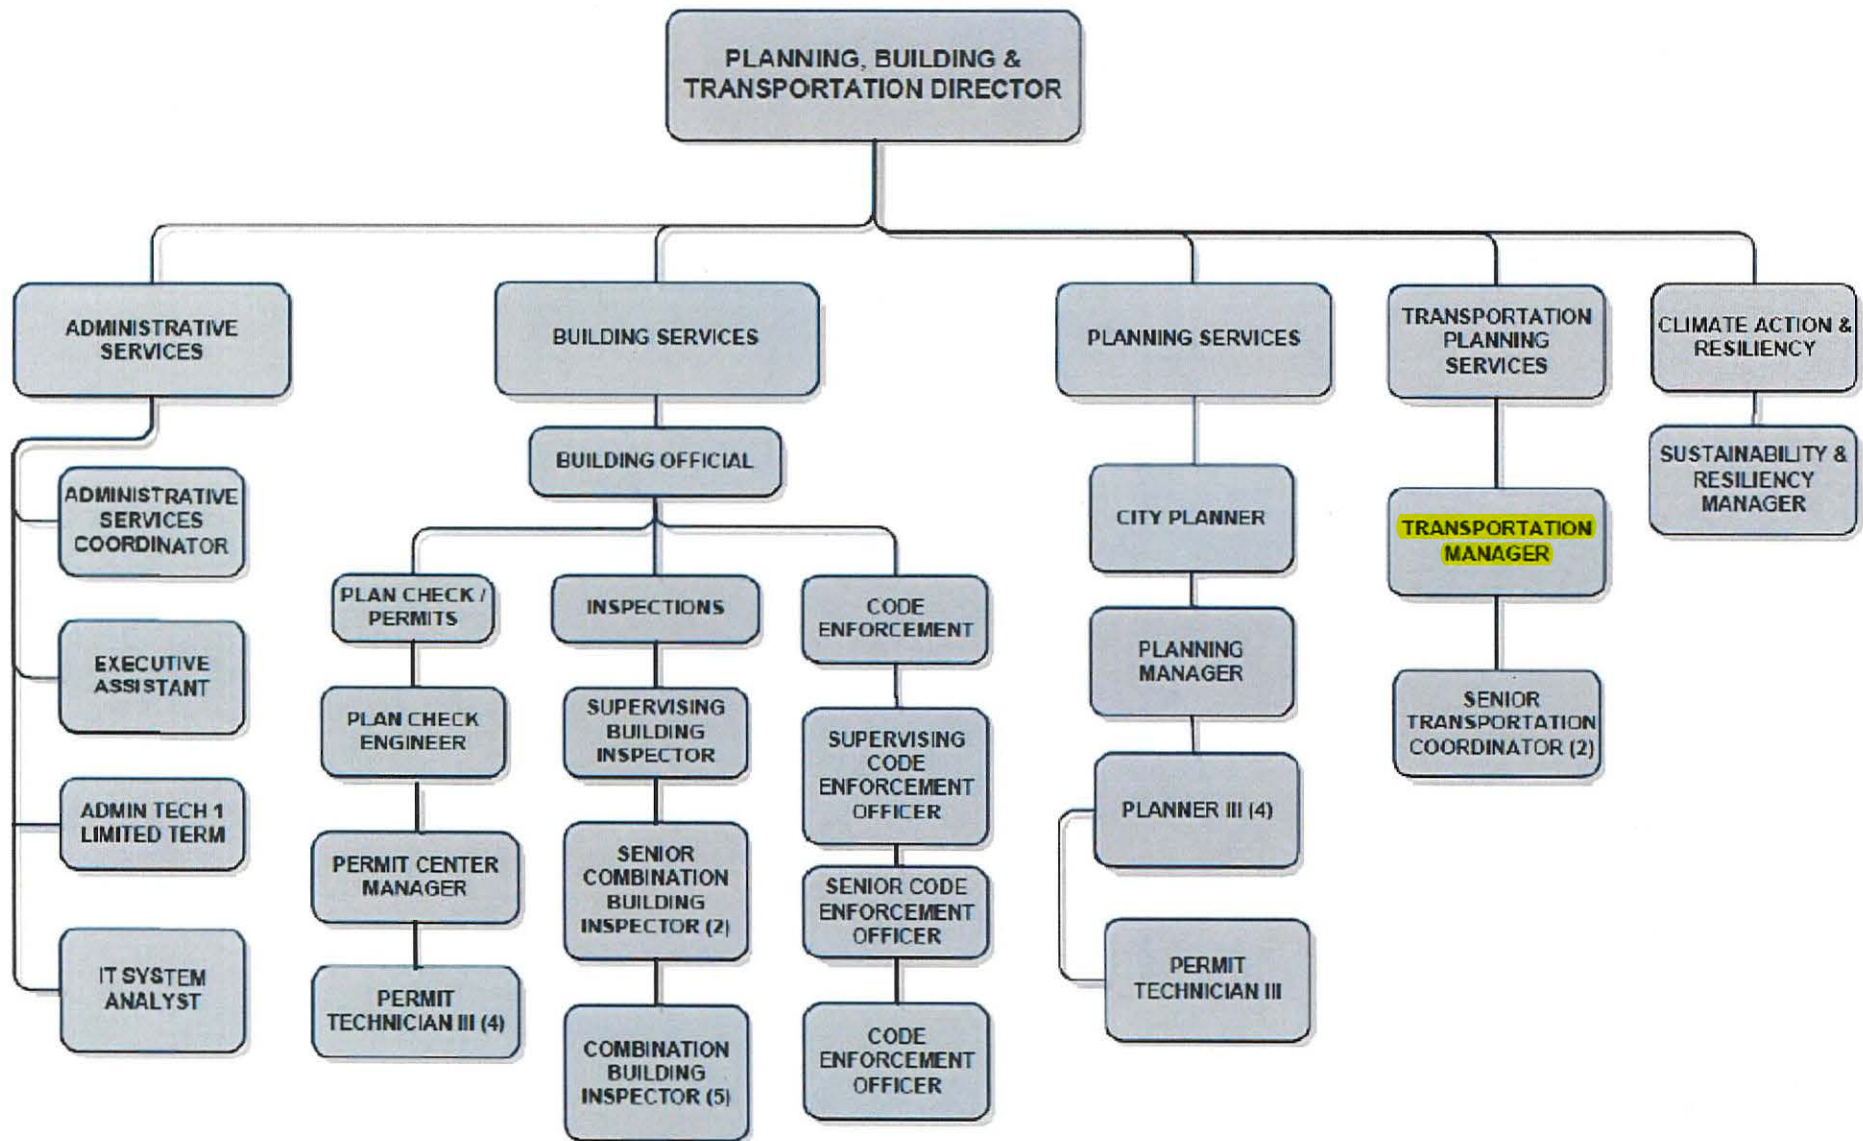 PLANNING, BUILDING &
TRANSPORTATION DIRECTOR
ADMINISTRATIVE
SERVICES
ADMINISTRATIVE
SERVICES
COORDINATOR
EXECUTIVE
ASSISTANT
ADMIN TECH 1
LIMITED TERM
IT SYSTEM
ANALYST
BUILDING SERVICES
BUILDING OFFICIAL
PLAN CHECK /
PERMITS
PLAN CHECK
ENGINEER
PERMIT CENTER
MANAGER
PERMIT
TECHNICIAN III (4)
INSPECTIONS
SUPERVISING
BUILDING
INSPECTOR
SENIOR
COMBINATION
BUILDING
INSPECTOR (2)
COMBINATION
BUILDING
INSPECTOR (5)
CODE
ENFORCEMENT
SUPERVISING
CODE
ENFORCEMENT
OFFICER
SENIOR CODE
ENFORCEMENT
OFFICER
CODE
ENFORCEMENT
OFFICER
PLANNING SERVICES
CITY PLANNER
PLANNING
MANAGER
PLANNER III (4)
PERMIT
TECHNICIAN III
TRANSPORTATION
PLANNING
SERVICES
TRANSPORTATION
MANAGER
SENIOR
TRANSPORTATION
COORDINATOR (2)
CLIMATE ACTION &
RESILIENCY
SUSTAINABILITY &
RESILIENCY
MANAGER